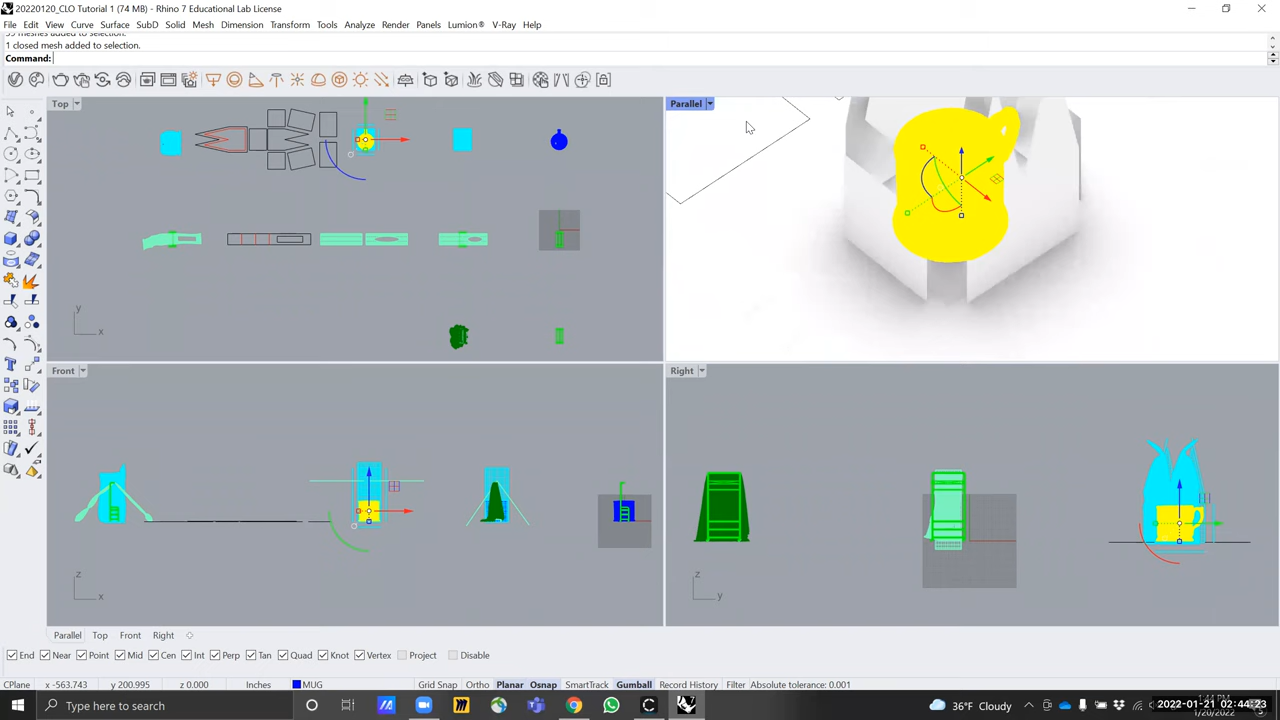 20220120_CLO Tutorial 1 (74 MB) - Rhino 7 Educational Lab License
File Edit View Curve Surface SubD Solid Mesh Dimension Transform Tools Analyze Render Panels Lumion® V-Ray Help
1 closed mesh added to selection.
Command:
Top
Parallel
y
x
Front
Right
z
x
z
y
Parallel Top Front Right
End Near Point Mid Cen Int Perp Tan Quad Knot Vertex Project Disable
CPlane x -563.743 y 200.995 z 0.000 Inches MUG Grid Snap Ortho Planar Osnap SmartTrack Gumball Record History Filter Absolute tolerance: 0.001
Type here to search
36°F Cloudy
2022-01-21 02:44:23